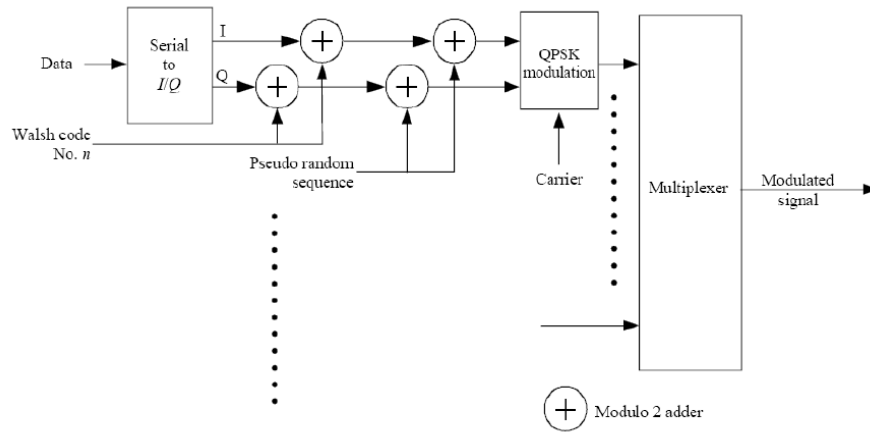 Data
Serial
to
I/Q
I
Q
QPSK
modulation
Walsh code
No. n
Pseudo random
sequence
Carrier
Multiplexer
Modulated
signal
Modulo 2 adder